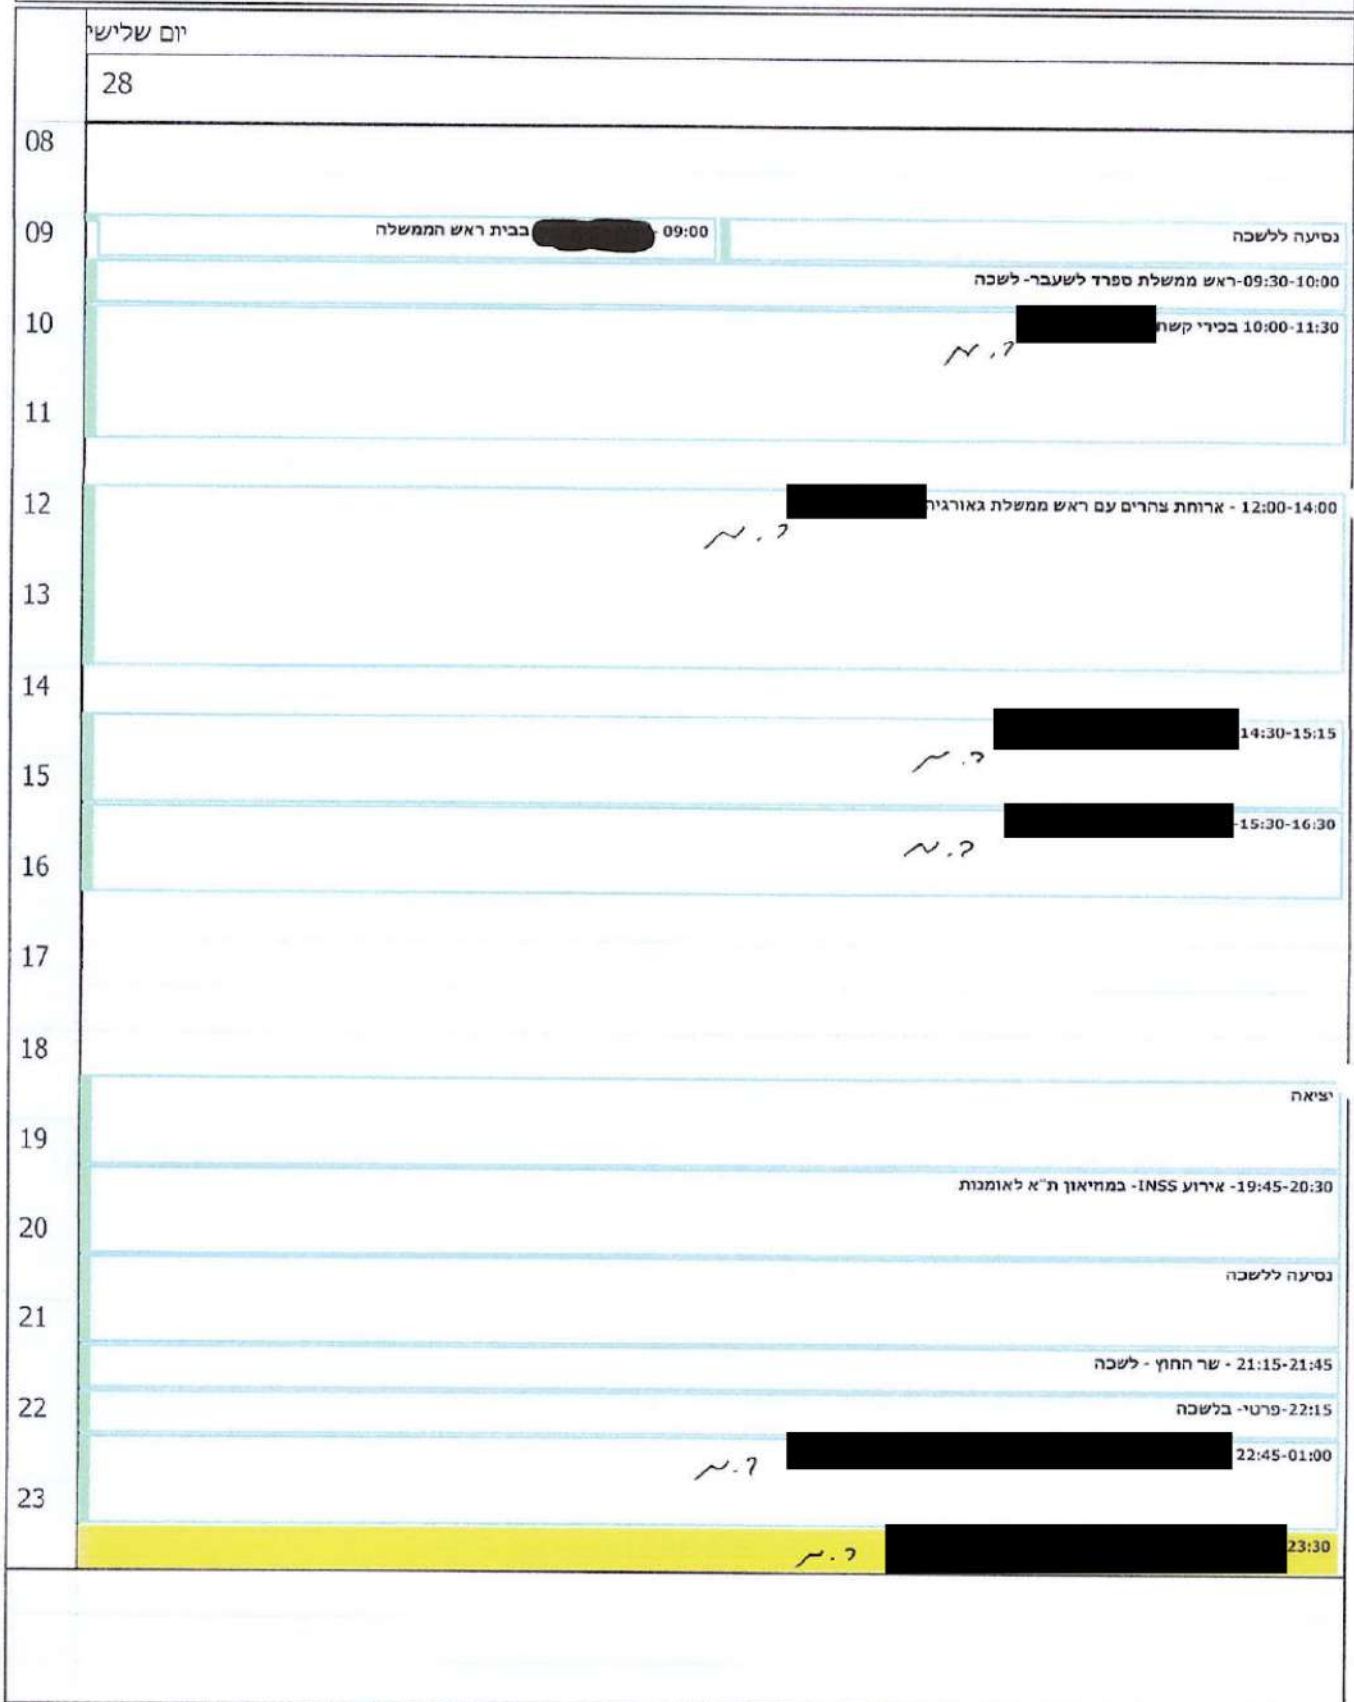 יום שלישי
28
08
09
נסיעה ללשכה
09:00 - בבית ראש הממשלה
09:30-10:00-ראש ממשלת ספרד לשעבר- לשכה
10
10:00-11:30 בכירי קשת
ר.מ
11
12
12:00-14:00 - ארוחת צהרים עם ראש ממשלת גאורגיה
ר.מ
13
14
14:30-15:15
ר.מ
15
15:30-16:30-
ר.מ
16
17
18
יציאה
19
19:45-20:30- אירוע INSS- במוזיאון ת"א לאומנות
20
נסיעה ללשכה
21
21:15-21:45 - שר החוץ - לשכה
22
22:15-פרטי- בלשכה
22:45-01:00
ר.מ
23
23:30
ר.מ